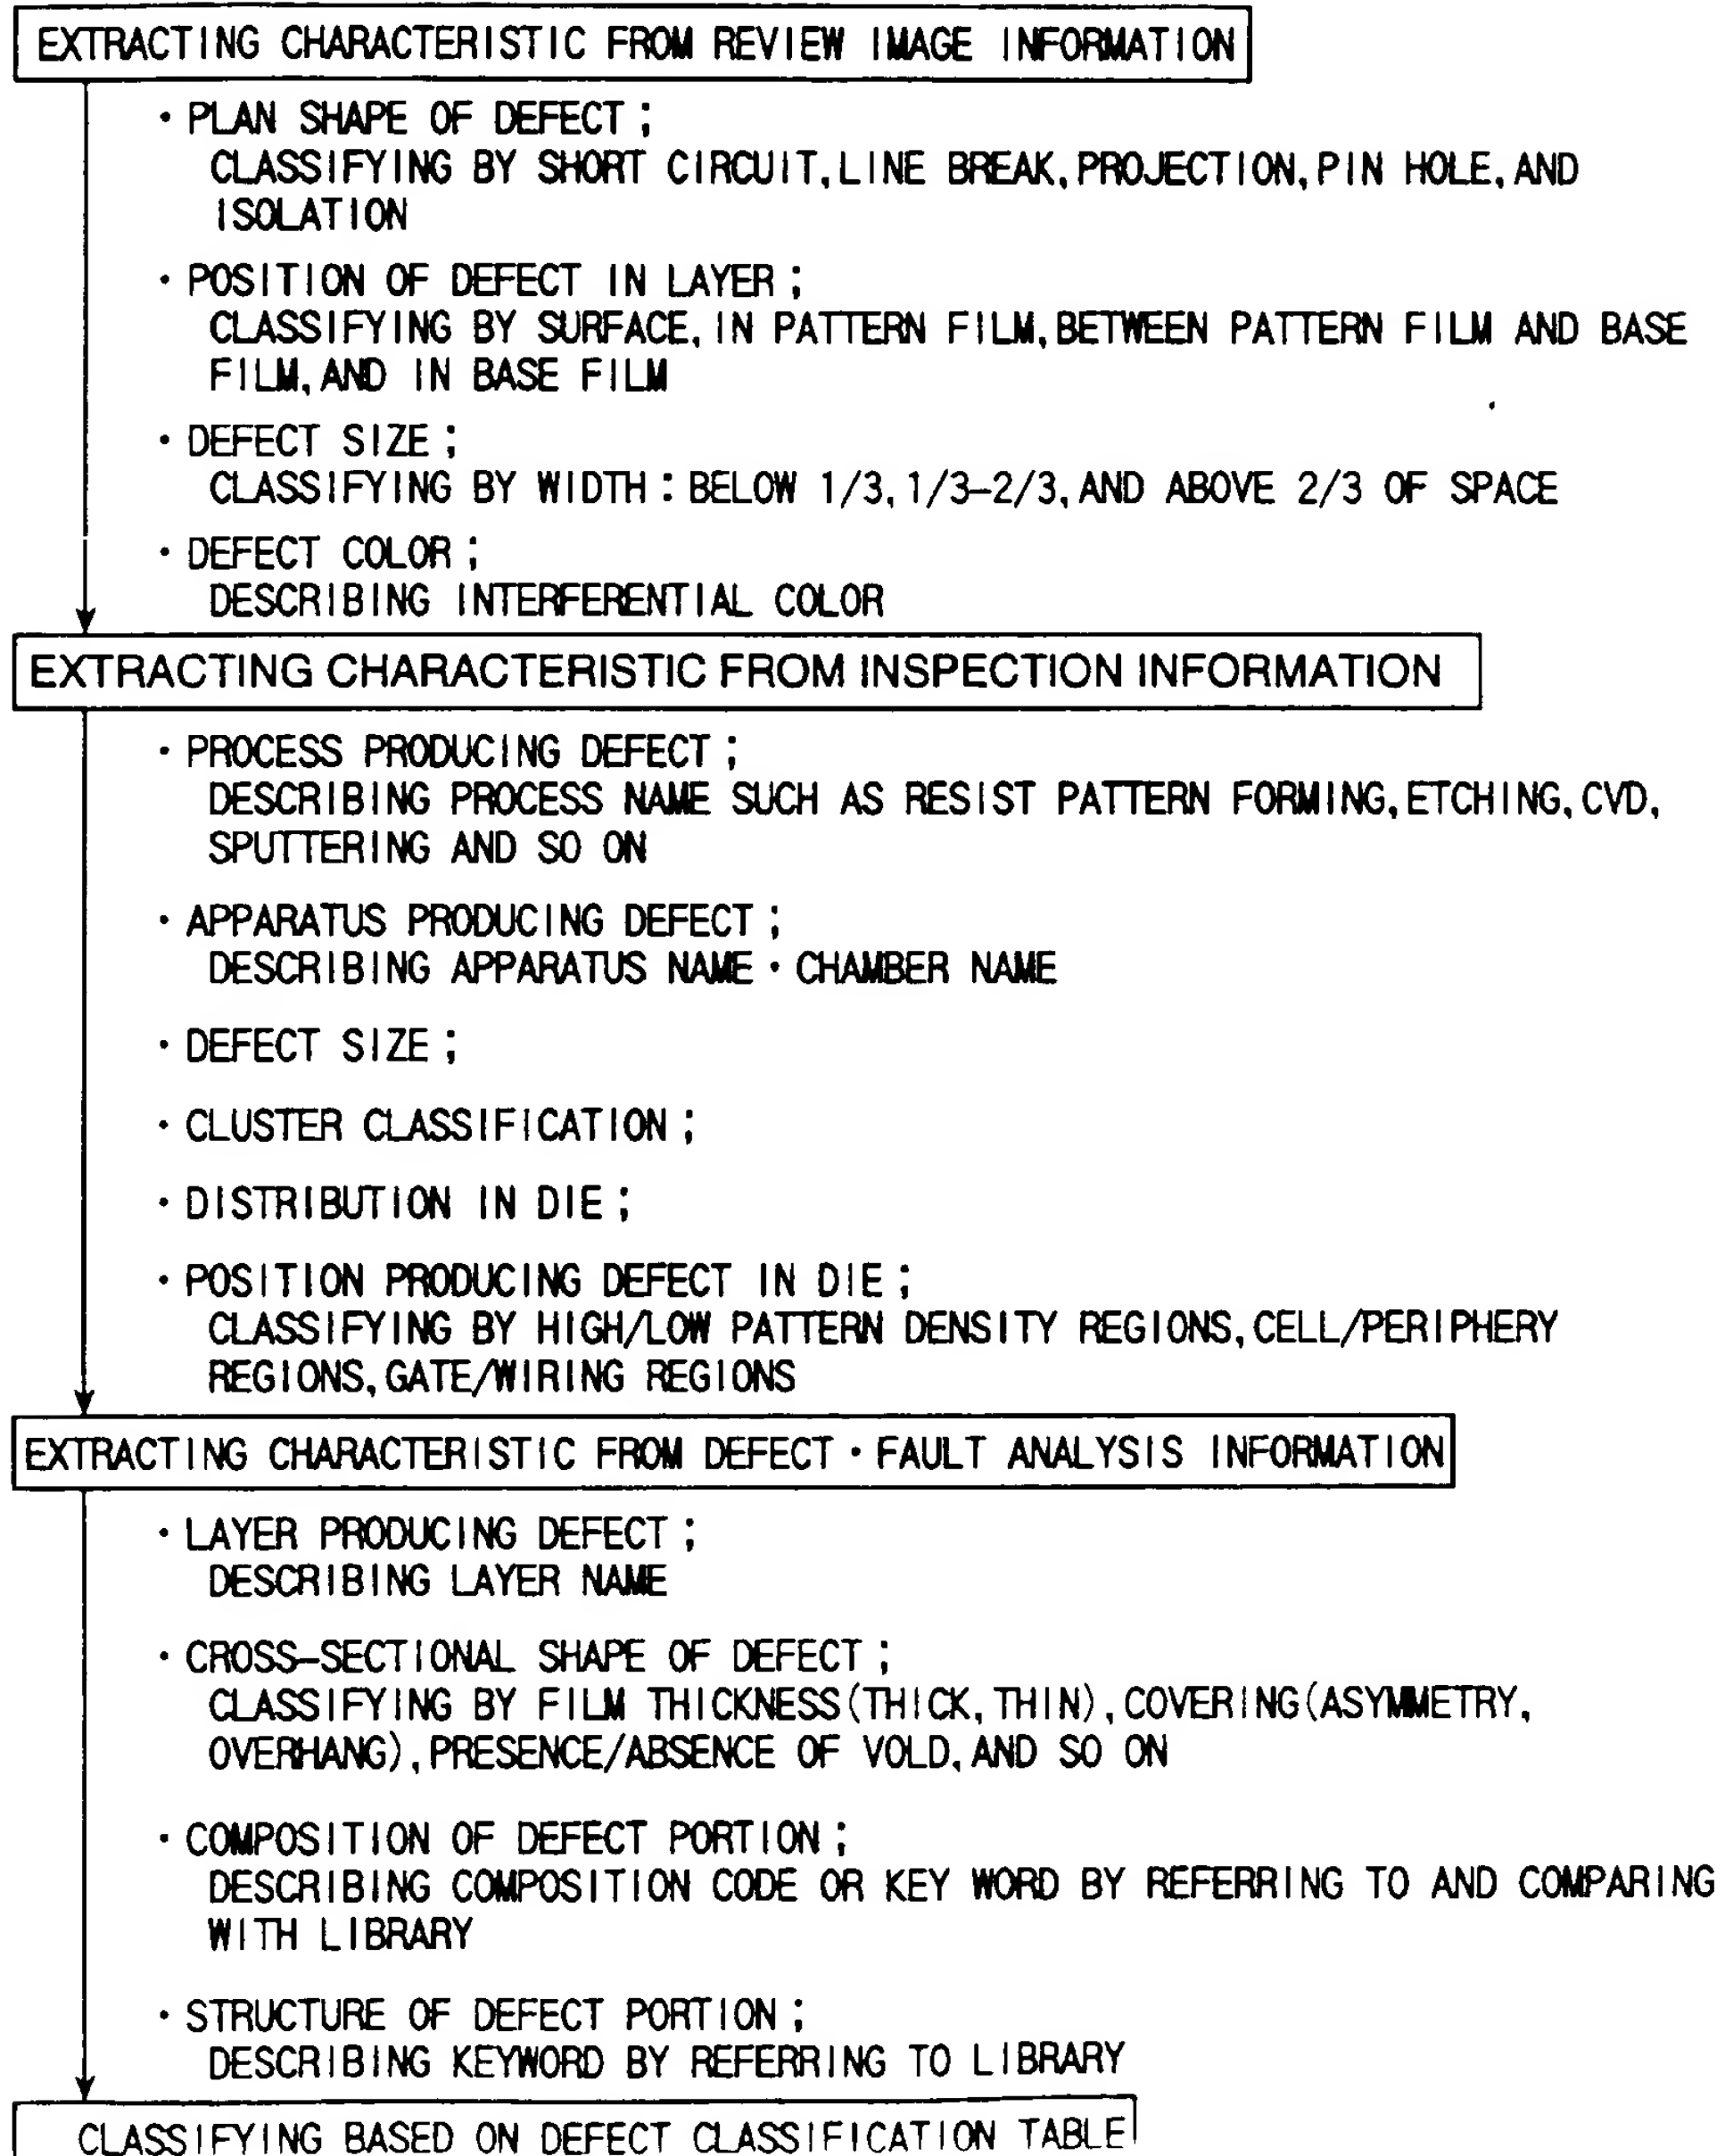 EXTRACTING CHARACTERISTIC FROM REVIEW IMAGE INFORMATION
・PLAN SHAPE OF DEFECT;
CLASSIFYING BY SHORT CIRCUIT, LINE BREAK, PROJECTION, PIN HOLE, AND
ISOLATION
・POSITION OF DEFECT IN LAYER;
CLASSIFYING BY SURFACE, IN PATTERN FILM, BETWEEN PATTERN FILM AND BASE
FILM, AND IN BASE FILM
・DEFECT SIZE;
CLASSIFYING BY WIDTH: BELOW 1/3, 1/3–2/3, AND ABOVE 2/3 OF SPACE
・DEFECT COLOR;
DESCRIBING INTERFERENTIAL COLOR
EXTRACTING CHARACTERISTIC FROM INSPECTION INFORMATION
・PROCESS PRODUCING DEFECT;
DESCRIBING PROCESS NAME SUCH AS RESIST PATTERN FORMING, ETCHING, CVD,
SPUTTERING AND SO ON
・APPARATUS PRODUCING DEFECT;
DESCRIBING APPARATUS NAME・CHAMBER NAME
・DEFECT SIZE;
・CLUSTER CLASSIFICATION;
・DISTRIBUTION IN DIE;
・POSITION PRODUCING DEFECT IN DIE;
CLASSIFYING BY HIGH/LOW PATTERN DENSITY REGIONS, CELL/PERIPHERY
REGIONS, GATE/WIRING REGIONS
EXTRACTING CHARACTERISTIC FROM DEFECT・FAULT ANALYSIS INFORMATION
・LAYER PRODUCING DEFECT;
DESCRIBING LAYER NAME
・CROSS–SECTIONAL SHAPE OF DEFECT;
CLASSIFYING BY FILM THICKNESS(THICK, THIN), COVERING(ASYMMETRY,
OVERHANG), PRESENCE/ABSENCE OF VOLD, AND SO ON
・COMPOSITION OF DEFECT PORTION;
DESCRIBING COMPOSITION CODE OR KEY WORD BY REFERRING TO AND COMPARING
WITH LIBRARY
・STRUCTURE OF DEFECT PORTION;
DESCRIBING KEYWORD BY REFERRING TO LIBRARY
CLASSIFYING BASED ON DEFECT CLASSIFICATION TABLE